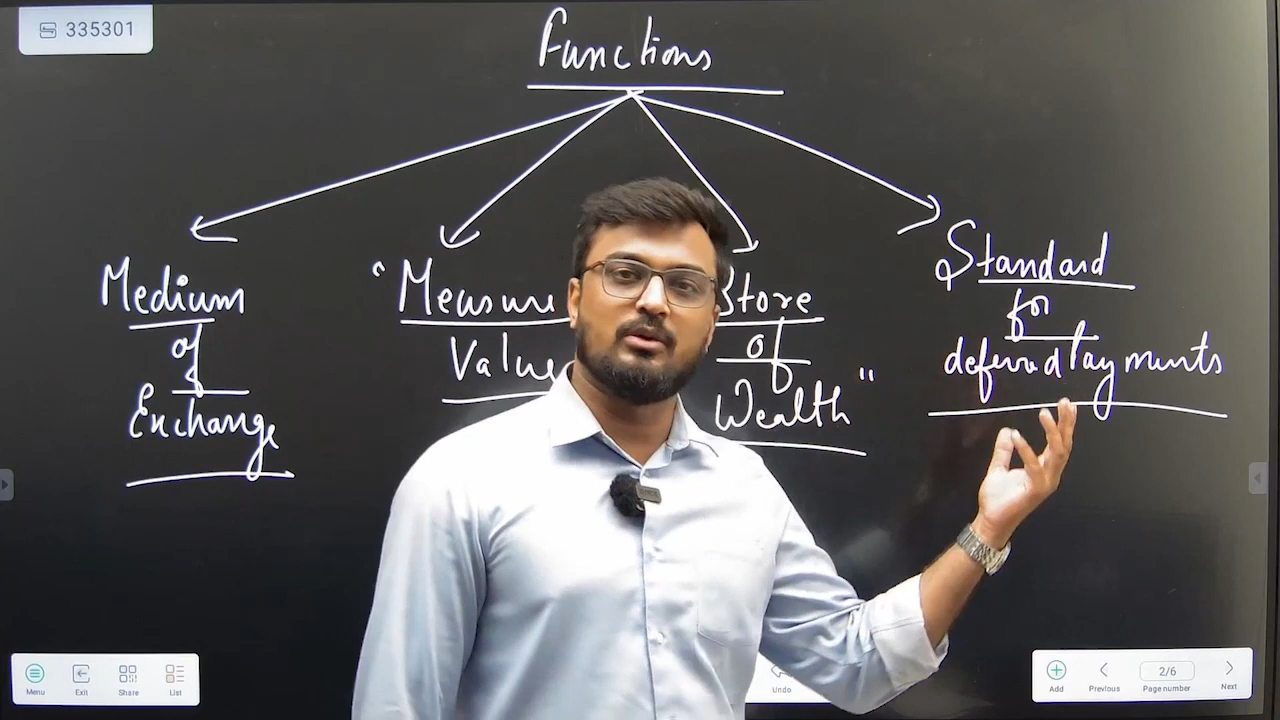 335301
Functions
Medium
of
Exchange
"Measure
Value
Store
of
Wealth"
Standard
for
deferred Payments
Menu
Exit
Share
List
Undo
Add
Previous
2/6
Page number
Next